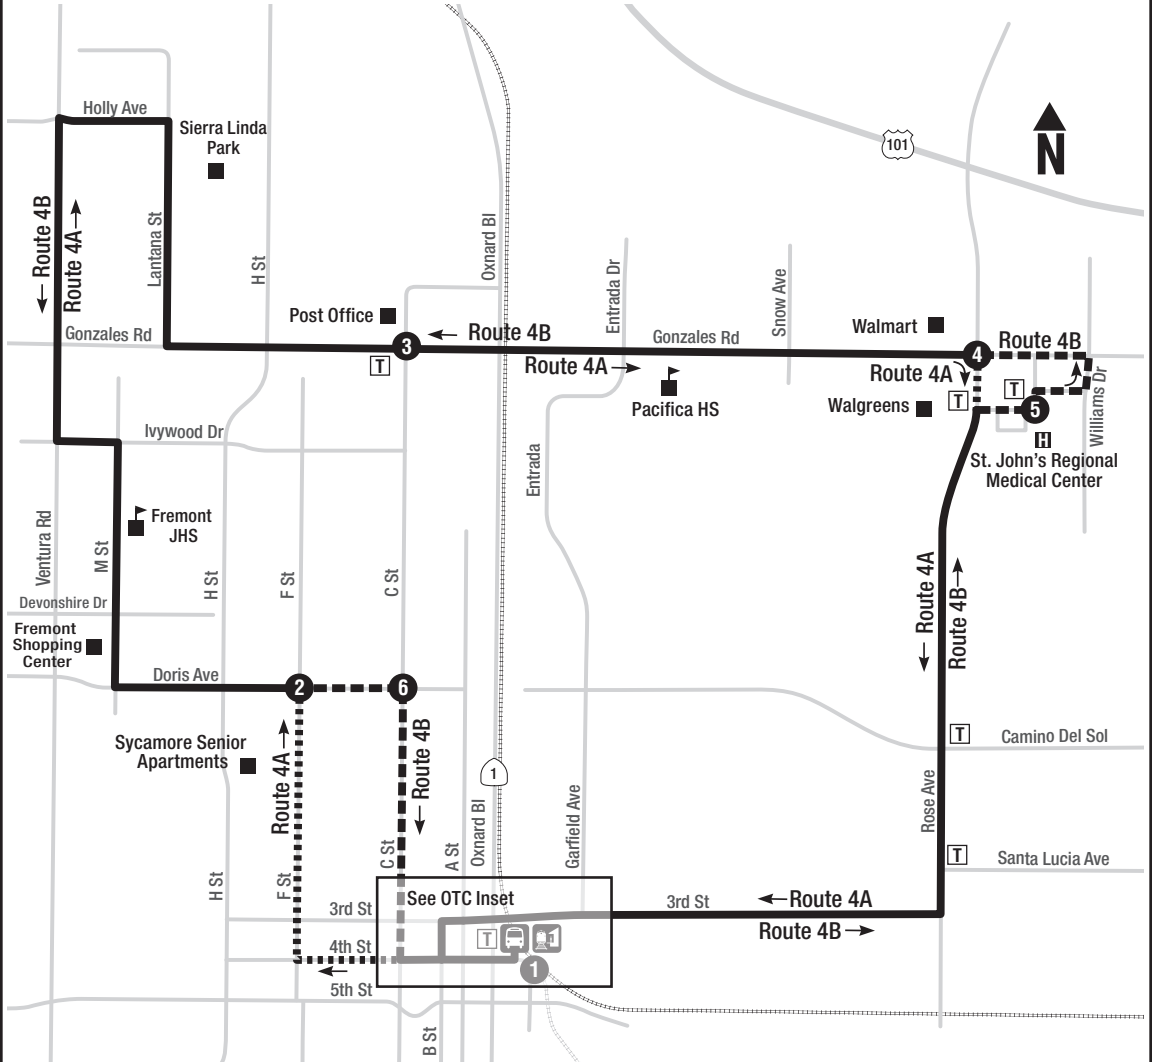 Holly Ave
Sierra Linda
Park
101
N
← Route 4B
Route 4A →
Lantana St
H St
Oxnard Bl
Entrada Dr
Snow Ave
Post Office
Gonzales Rd
3
T
← Route 4B
Route 4A →
Gonzales Rd
Walmart
4
Route 4B
Route 4A
T
T
Walgreens
5
Williams Dr
Pacifica HS
H
St. John's Regional
Medical Center
Ivywood Dr
Entrada
Fremont
JHS
Ventura Rd
M St
H St
F St
C St
Devonshire Dr
Fremont
Shopping
Center
Doris Ave
2
6
← Route 4A
Route 4B →
Sycamore Senior
Apartments
Route 4A →
← Route 4B
1
T
Camino Del Sol
Rose Ave
Garfield Ave
Oxnard Bl
A St
C St
F St
H St
T
Santa Lucia Ave
See OTC Inset
3rd St
3rd St
← Route 4A
Route 4B →
T
1
4th St
←
5th St
B St